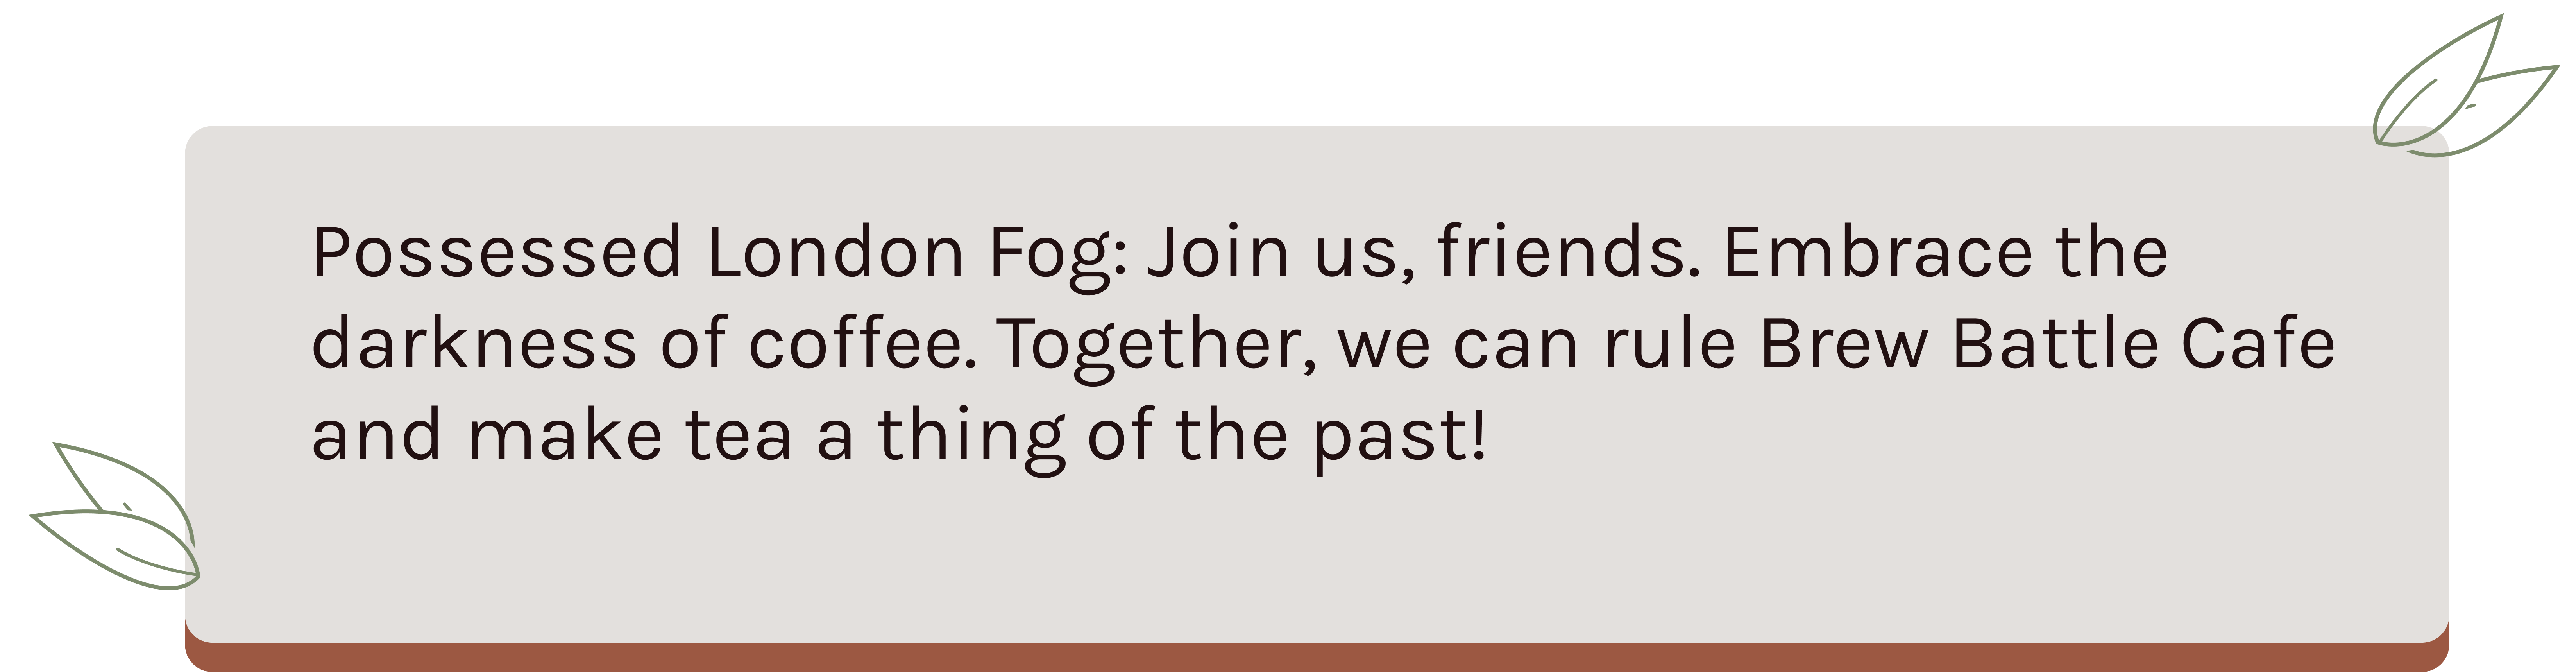 Possessed London Fog: Join us, friends. Embrace the
darkness of coffee. Together, we can rule Brew Battle Cafe
and make tea a thing of the past!